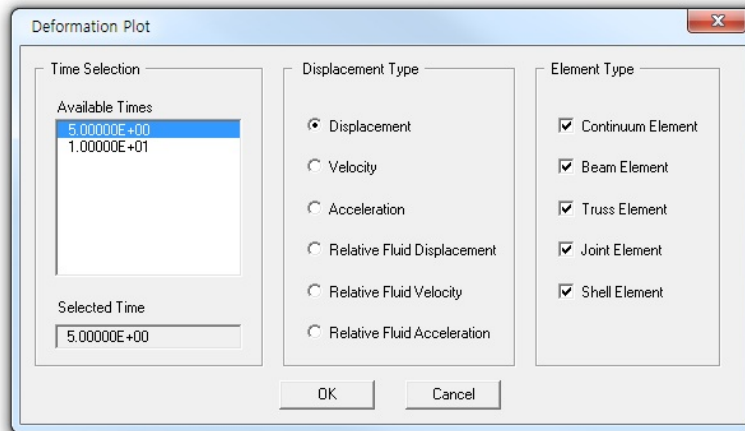 Deformation Plot
Time Selection
Available Times
5.00000E+00
1.00000E+01
Selected Time
5.00000E+00
Displacement Type
Displacement
Velocity
Acceleration
Relative Fluid Displacement
Relative Fluid Velocity
Relative Fluid Acceleration
Element Type
Continuum Element
Beam Element
Truss Element
Joint Element
Shell Element
OK
Cancel